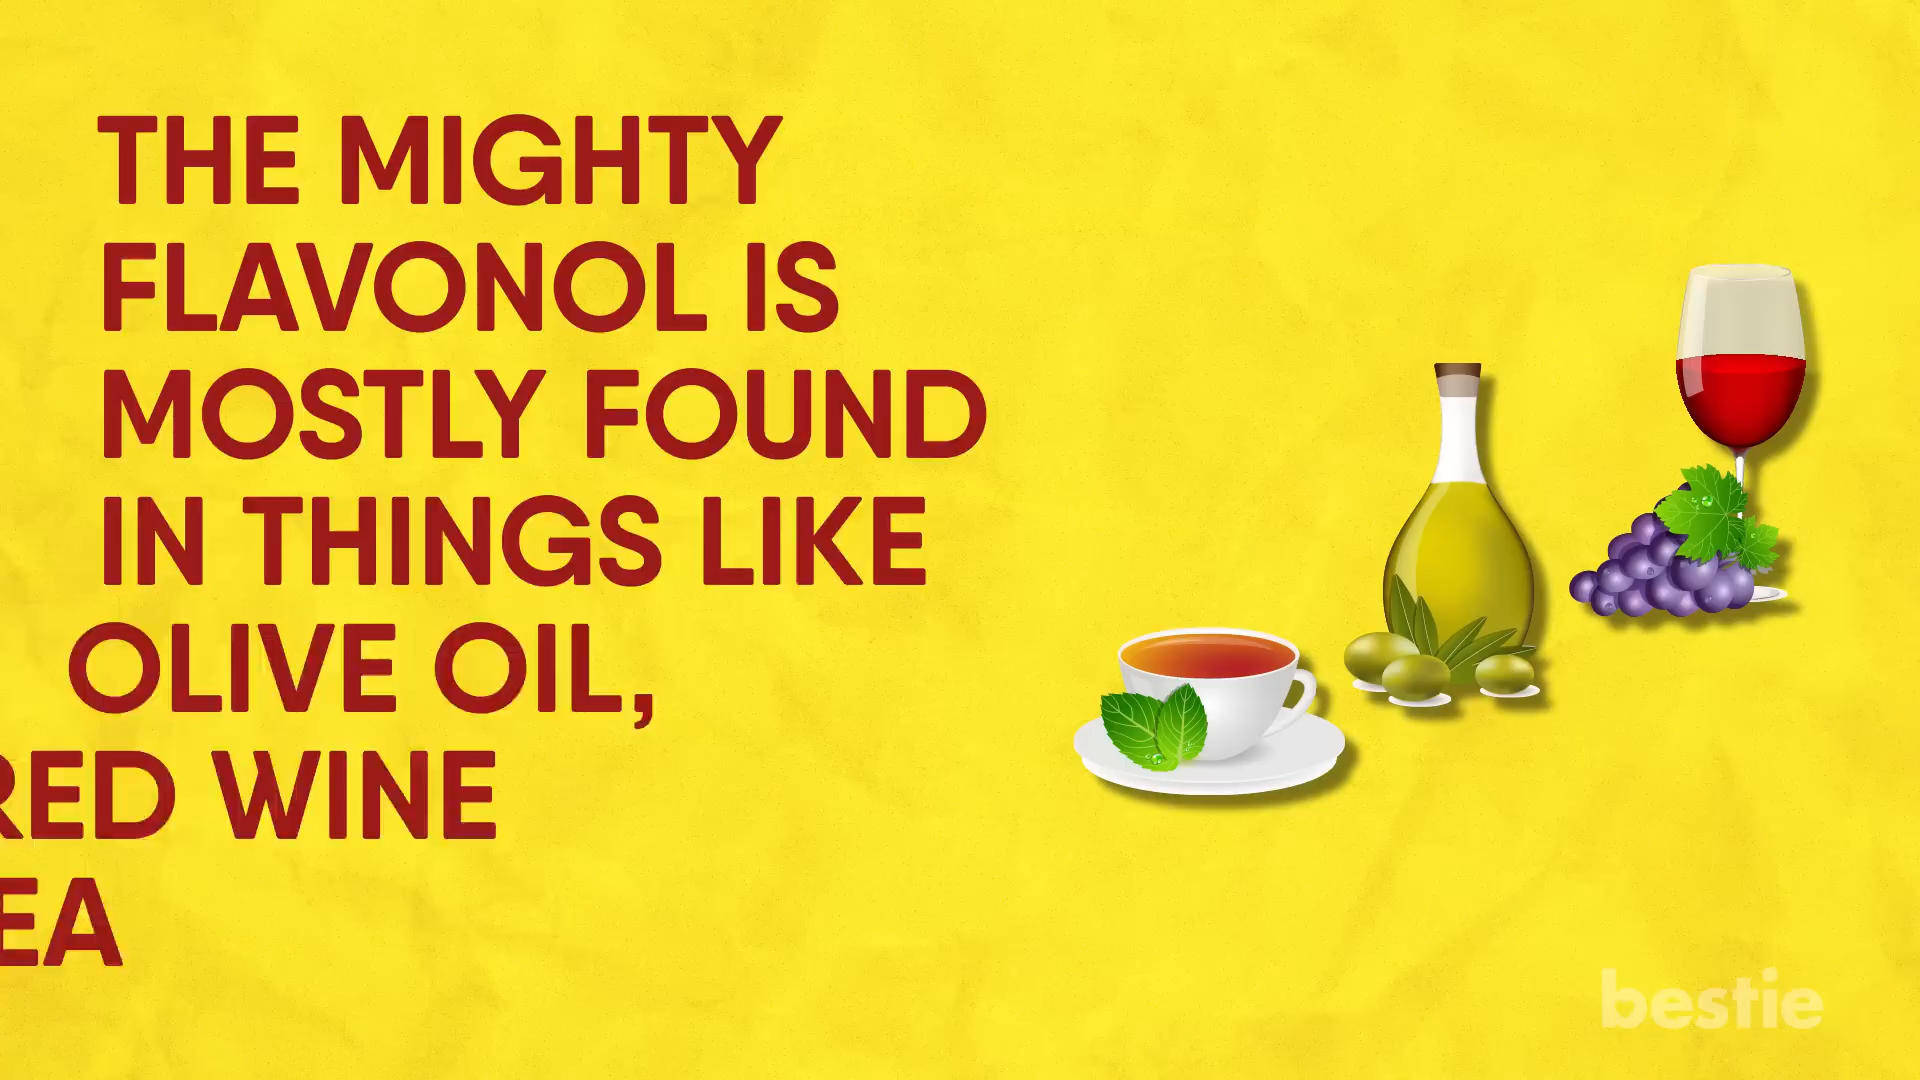 THE MIGHTY
FLAVONOL IS
MOSTLY FOUND
IN THINGS LIKE
OLIVE OIL,
RED WINE
EA
bestie